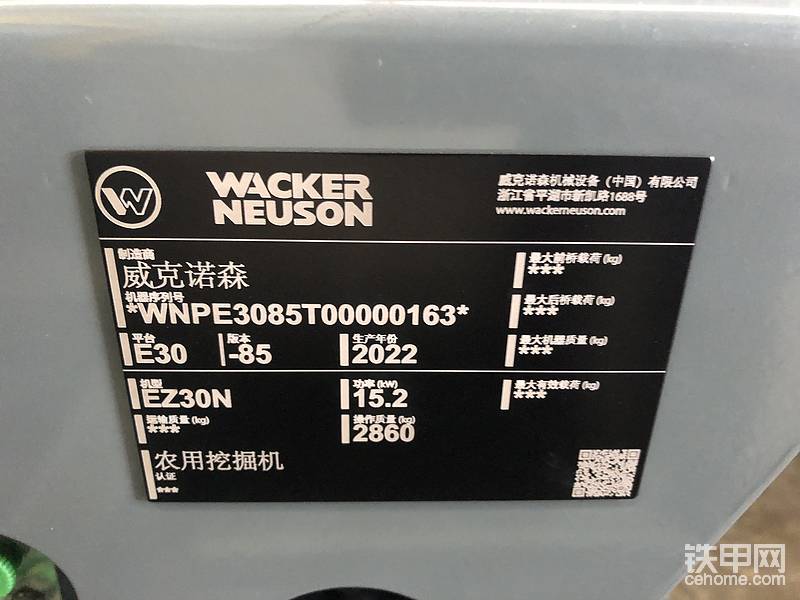 WACKER
NEUSON
威克诺森机械设备（中国）有限公司
浙江省平湖市新凯路1688号
www.wackerneuson.com
制造商
威克诺森
机器序列号
*WNPE3085T00000163*
平台
E30
版本
-85
生产年份
2022
最大前桥载荷 (kg)
***
最大后桥载荷 (kg)
***
最大机器质量 (kg)
***
机型
EZ30N
功率 (kW)
15.2
最大有效载荷 (kg)
***
运输质量 (kg)
***
操作质量 (kg)
2860
农用挖掘机
认证
***
铁甲网
cehome.com